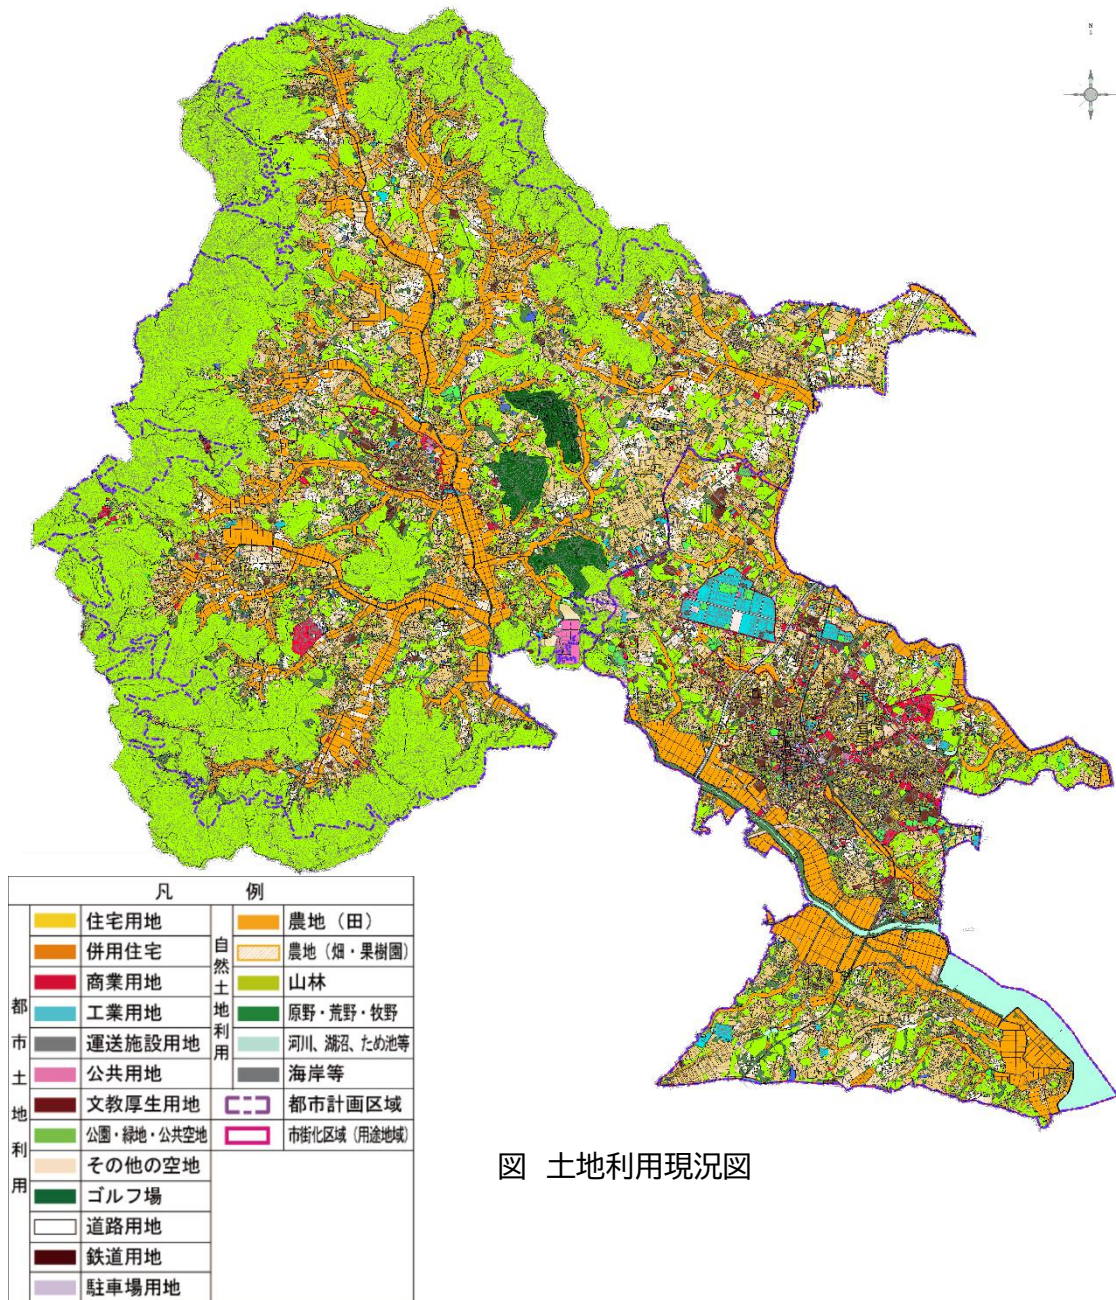 N
凡 例
都市土地利用
住宅用地
併用住宅
商業用地
工業用地
運送施設用地
公共用地
文教厚生用地
公園・緑地・公共空地
その他の空地
ゴルフ場
道路用地
鉄道用地
駐車場用地
自然土地利用
農地（田）
農地（畑・果樹園）
山林
原野・荒野・牧野
河川、湖沼、ため池等
海岸等
都市計画区域
市街化区域（用途地域）
図 土地利用現況図